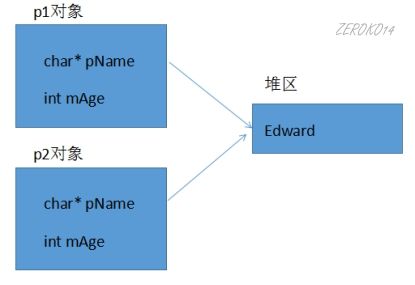 p1对象
ZEROKO14
char* pName
int mAge
堆区
Edward
p2对象
char* pName
int mAge